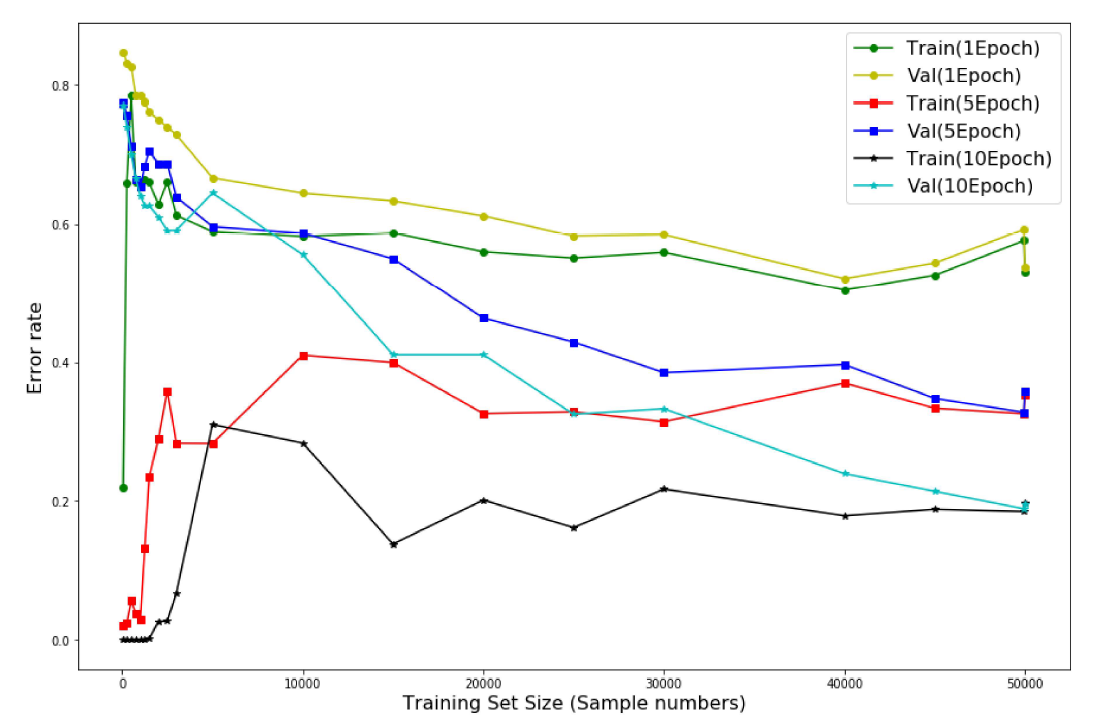 Train(1Epoch)
Val(1Epoch)
Train(5Epoch)
Val(5Epoch)
Train(10Epoch)
Val(10Epoch)
0.8
0.6
0.4
0.2
0.0
Error rate
0
10000
20000
30000
40000
50000
Training Set Size (Sample numbers)